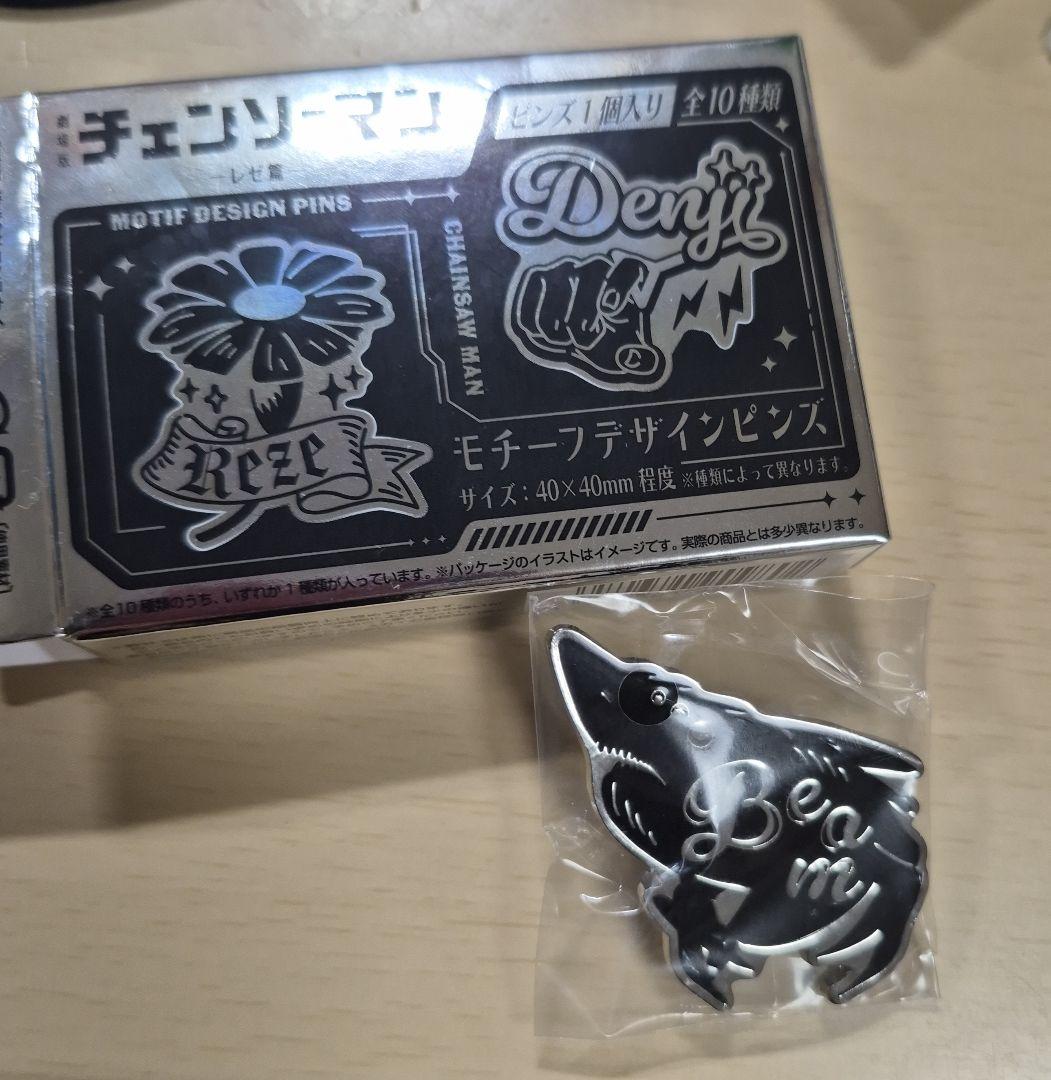 劇場版
チェンソーマン
レゼ篇
ピンズ1個入り
全10種類
MOTIF DESIGN PINS
CHAINSAW MAN
Denji
Reze
モチーフデザインピンズ
サイズ:40×40mm 程度 ※種類によって異なります。
※全10種類のうち、いずれか1種類が入っています。※パッケージのイラストはイメージです。実際の商品とは多少異なります。
Beam